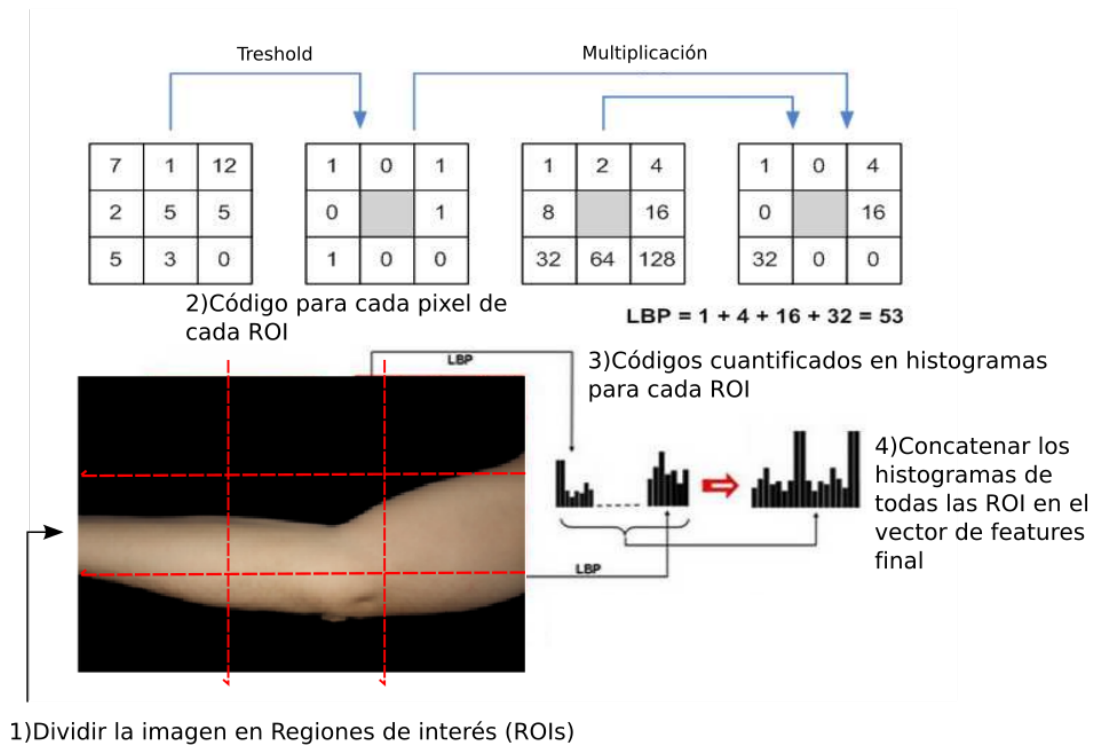 Treshold
Multiplicación
7 1 12
2 5 5
5 3 0
1 0 1
0 1
1 0 0
1 2 4
8 16
32 64 128
1 0 4
0 16
32 0 0
2)Código para cada pixel de
cada ROI
LBP = 1 + 4 + 16 + 32 = 53
LBP
3)Códigos cuantificados en histogramas
para cada ROI
4)Concatenar los
histogramas de
todas las ROI en el
vector de features
final
LBP
1)Dividir la imagen en Regiones de interés (ROIs)